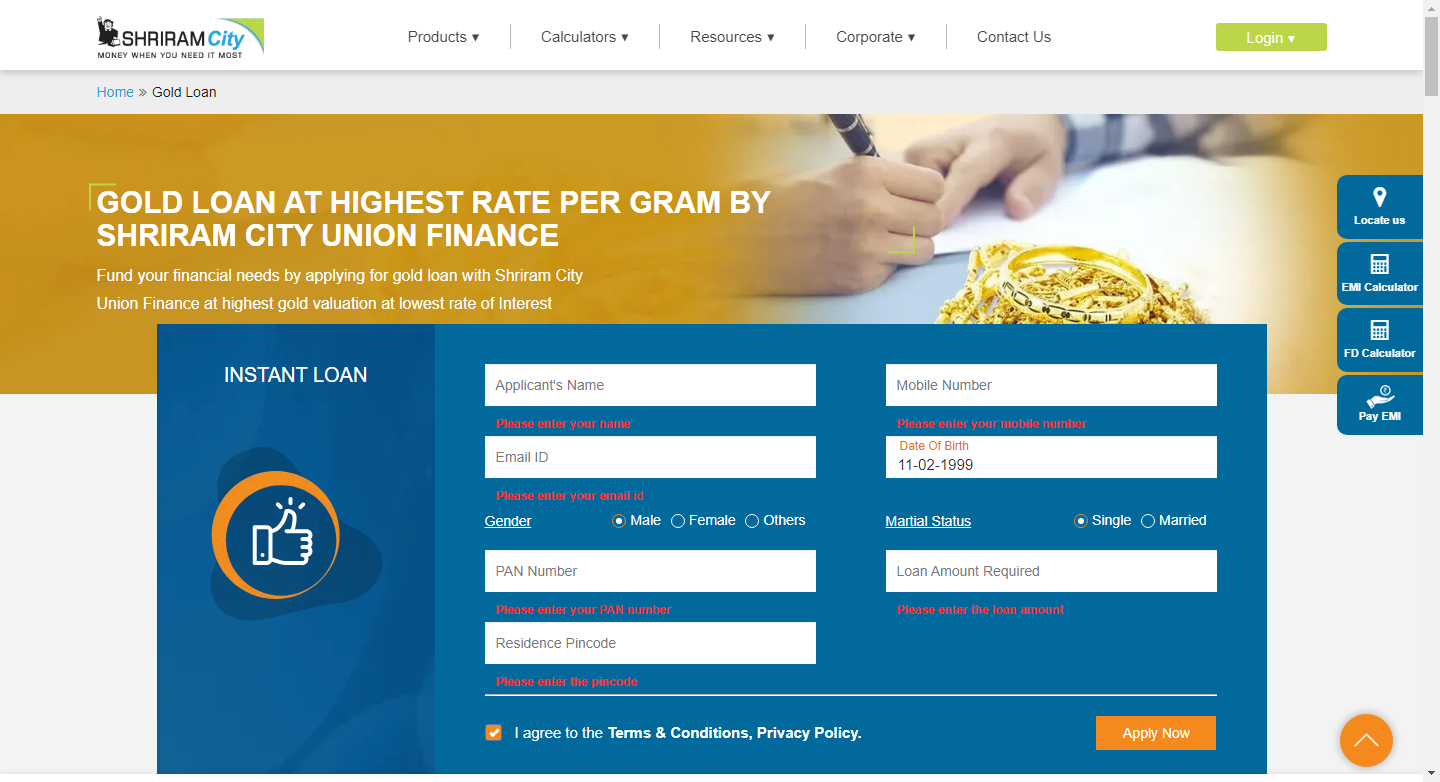 SHRIRAM City
MONEY WHEN YOU NEED IT MOST
Products ▾
Calculators ▾
Resources ▾
Corporate ▾
Contact Us
Login ▾
Home » Gold Loan
GOLD LOAN AT HIGHEST RATE PER GRAM BY
SHRIRAM CITY UNION FINANCE
Fund your financial needs by applying for gold loan with Shriram City
Union Finance at highest gold valuation at lowest rate of Interest
Locate us
EMI Calculator
FD Calculator
Pay EMI
INSTANT LOAN
Applicant's Name
Mobile Number
Please enter your name
Please enter your mobile number
Email ID
Date Of Birth
11-02-1999
Please enter your email id
Gender Male Female Others
Martial Status Single Married
PAN Number
Loan Amount Required
Please enter your PAN number
Please enter the loan amount
Residence Pincode
Please enter the pincode
I agree to the Terms & Conditions, Privacy Policy.
Apply Now